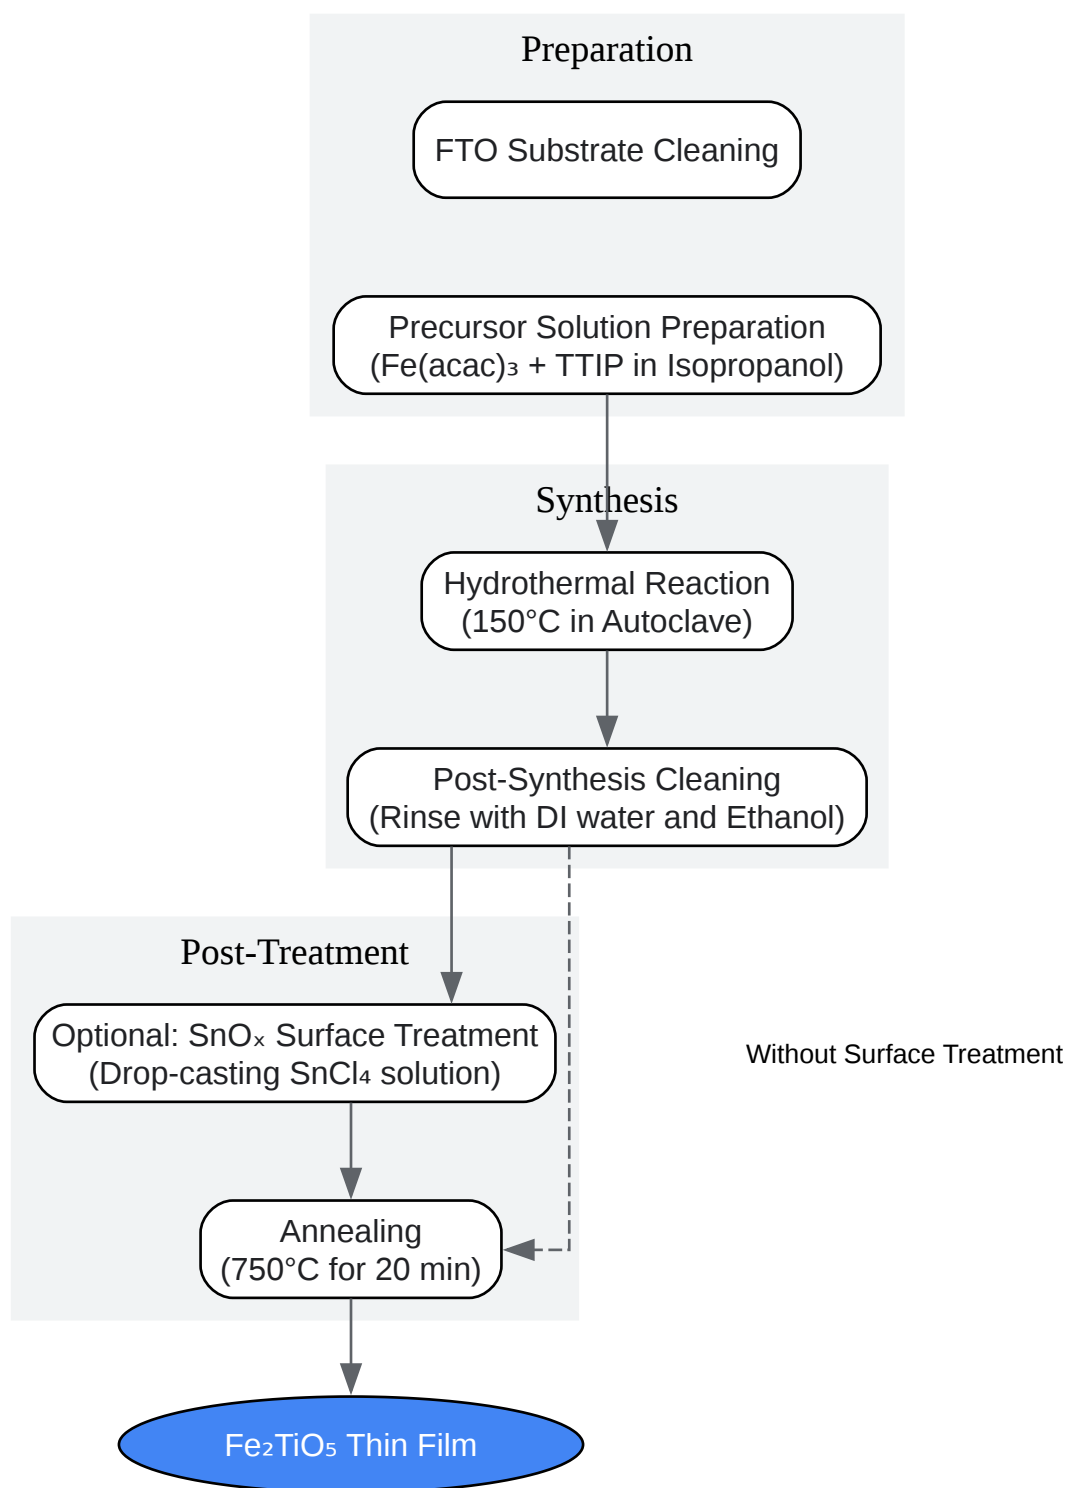 Preparation
FTO Substrate Cleaning
Precursor Solution Preparation
(Fe(acac)₃ + TTIP in Isopropanol)
Synthesis
Hydrothermal Reaction
(150°C in Autoclave)
Post-Synthesis Cleaning
(Rinse with DI water and Ethanol)
Post-Treatment
Optional: SnOₓ Surface Treatment
(Drop-casting SnCl₄ solution)
Without Surface Treatment
Annealing
(750°C for 20 min)
Fe₂TiO₅ Thin Film